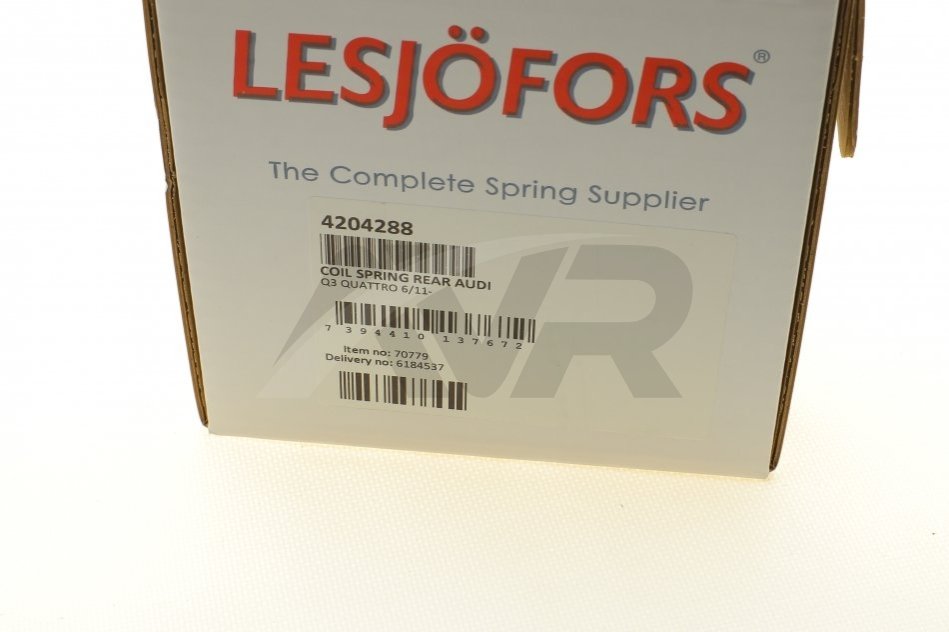 LESJÖFORS®
The Complete Spring Supplier
4204288
COIL SPRING REAR AUDI
Q3 QUATTRO 6/11-
7 394410 137672
Item no: 70779
Delivery no: 6184537
NR